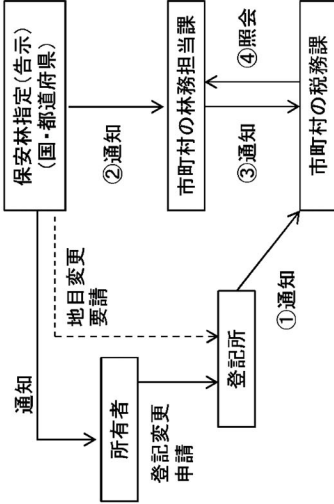 保安林指定(告示)
(国・都道府県)
通知
②通知
地目変更
要請
所有者
登記変更
申請
登記所
①通知
市町村の林務担当課
③通知
④照会
市町村の税務課